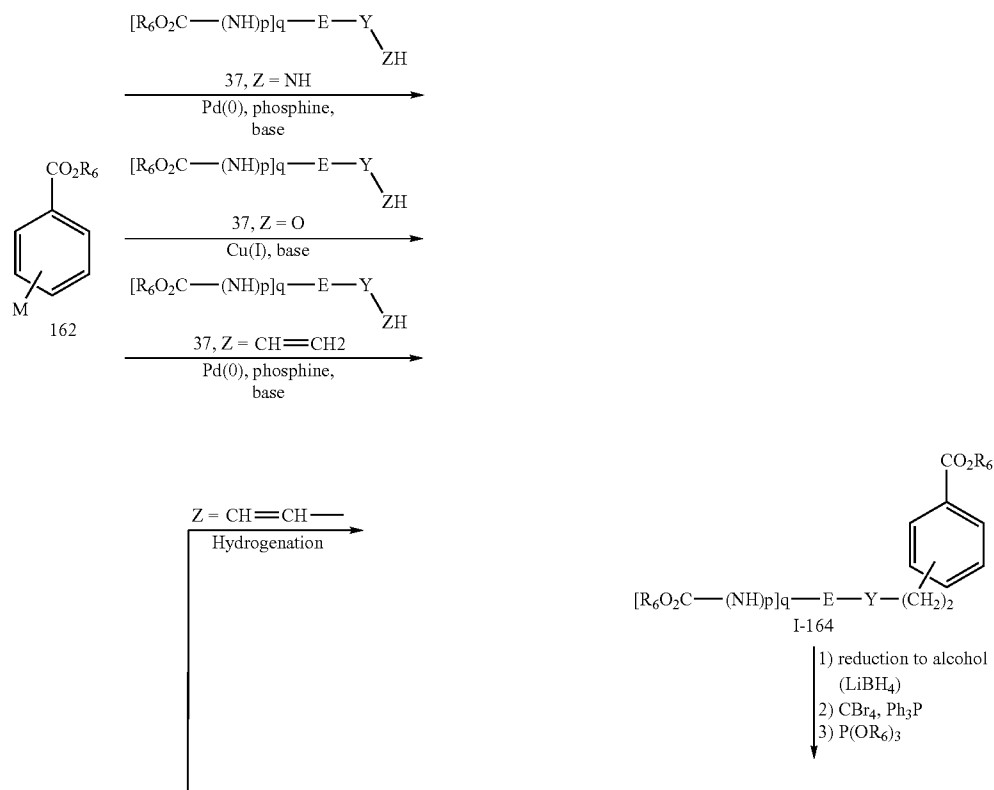 [R₆O₂C—(NH)p]q—E—Y
ZH
37, Z = NH
Pd(0), phosphine,
base
[R₆O₂C—(NH)p]q—E—Y
ZH
37, Z = O
Cu(I), base
CO₂R₆
M
162
[R₆O₂C—(NH)p]q—E—Y
ZH
37, Z = CH=CH2
Pd(0), phosphine,
base
Z = CH=CH—
Hydrogenation
CO₂R₆
[R₆O₂C—(NH)p]q—E—Y—(CH₂)₂
I-164
1) reduction to alcohol
(LiBH₄)
2) CBr₄, Ph₃P
3) P(OR₆)₃